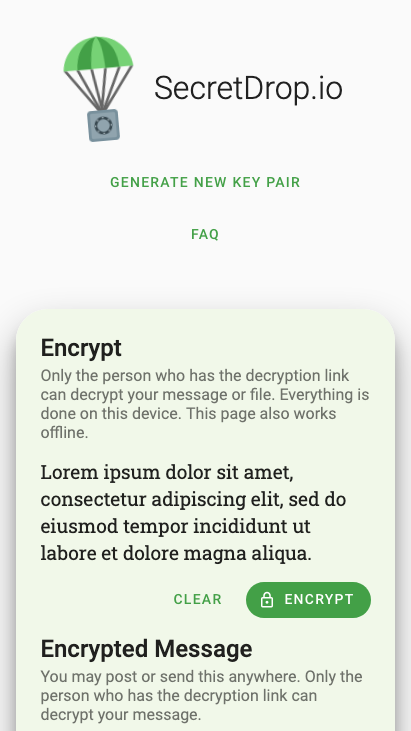 SecretDrop.io
GENERATE NEW KEY PAIR
FAQ
Encrypt
Only the person who has the decryption link
can decrypt your message or file. Everything is
done on this device. This page also works
offline.
Lorem ipsum dolor sit amet,
consectetur adipiscing elit, sed do
eiusmod tempor incididunt ut
labore et dolore magna aliqua.
CLEAR
ENCRYPT
Encrypted Message
You may post or send this anywhere. Only the
person who has the decryption link can
decrypt your message.